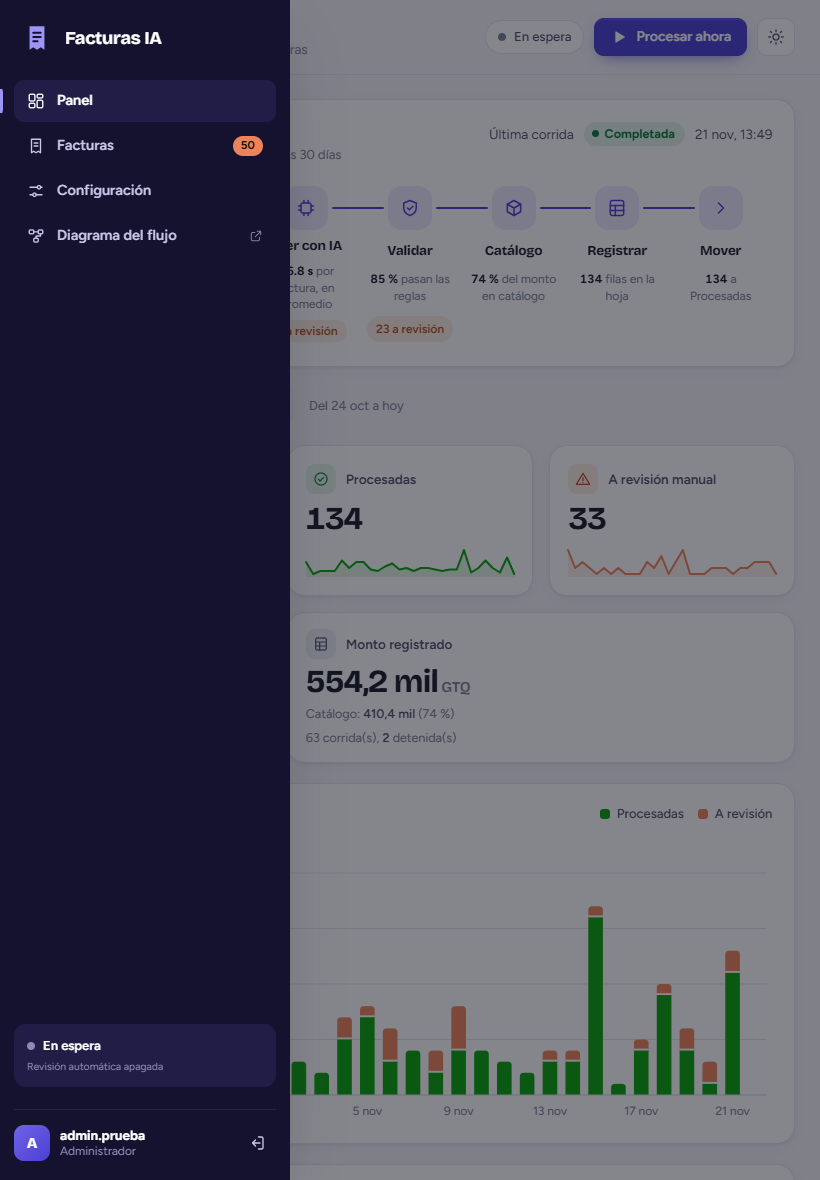 Facturas IA
Panel
Facturas 50
Configuración
Diagrama del flujo
En espera
Revisión automática apagada
A admin.prueba
Administrador
En espera Procesar ahora
Última corrida Completada 21 nov, 13:49
s 30 días
er con IA
6.8 s por
ctura, en
romedio
a revisión
Validar
85 % pasan las
reglas
23 a revisión
Catálogo
74 % del monto
en catálogo
Registrar
134 filas en la
hoja
Mover
134 a
Procesadas
Del 24 oct a hoy
Procesadas
134
A revisión manual
33
Monto registrado
554,2 mil GTQ
Catálogo: 410,4 mil (74 %)
63 corrida(s), 2 detenida(s)
Procesadas A revisión
5 nov 9 nov 13 nov 17 nov 21 nov